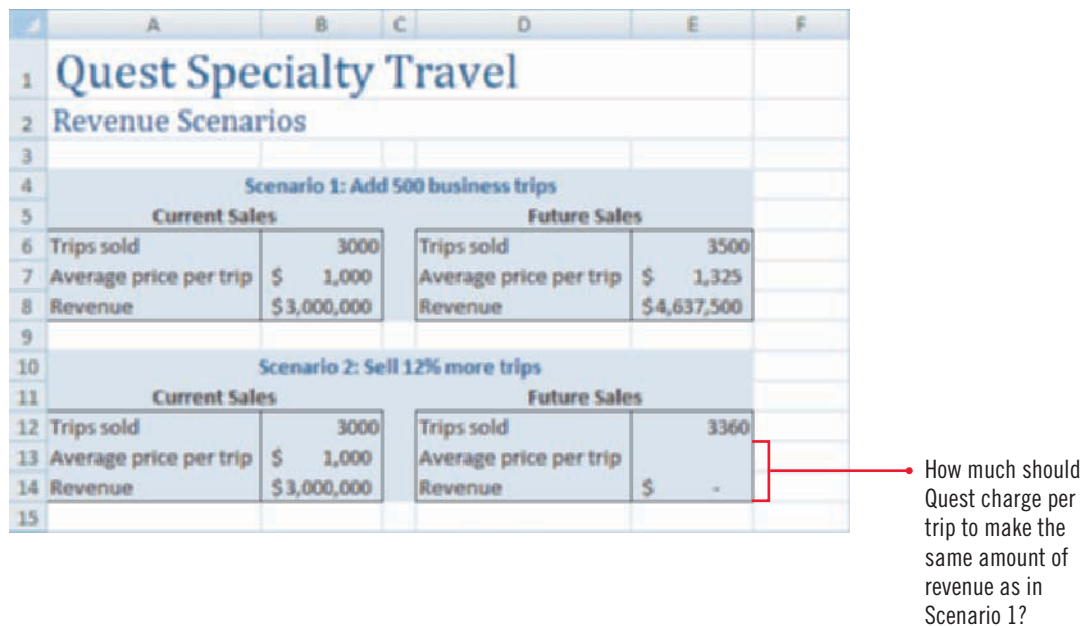 A B C D E F
1 Quest Specialty Travel
2 Revenue Scenarios
3
4 Scenario 1: Add 500 business trips
5 Current Sales Future Sales
6 Trips sold 3000 Trips sold 3500
7 Average price per trip $ 1,000 Average price per trip $ 1,325
8 Revenue $3,000,000 Revenue $4,637,500
9
10 Scenario 2: Sell 12% more trips
11 Current Sales Future Sales
12 Trips sold 3000 Trips sold 3360
13 Average price per trip $ 1,000 Average price per trip
14 Revenue $3,000,000 Revenue $ -
15
How much should
Quest charge per
trip to make the
same amount of
revenue as in
Scenario 1?